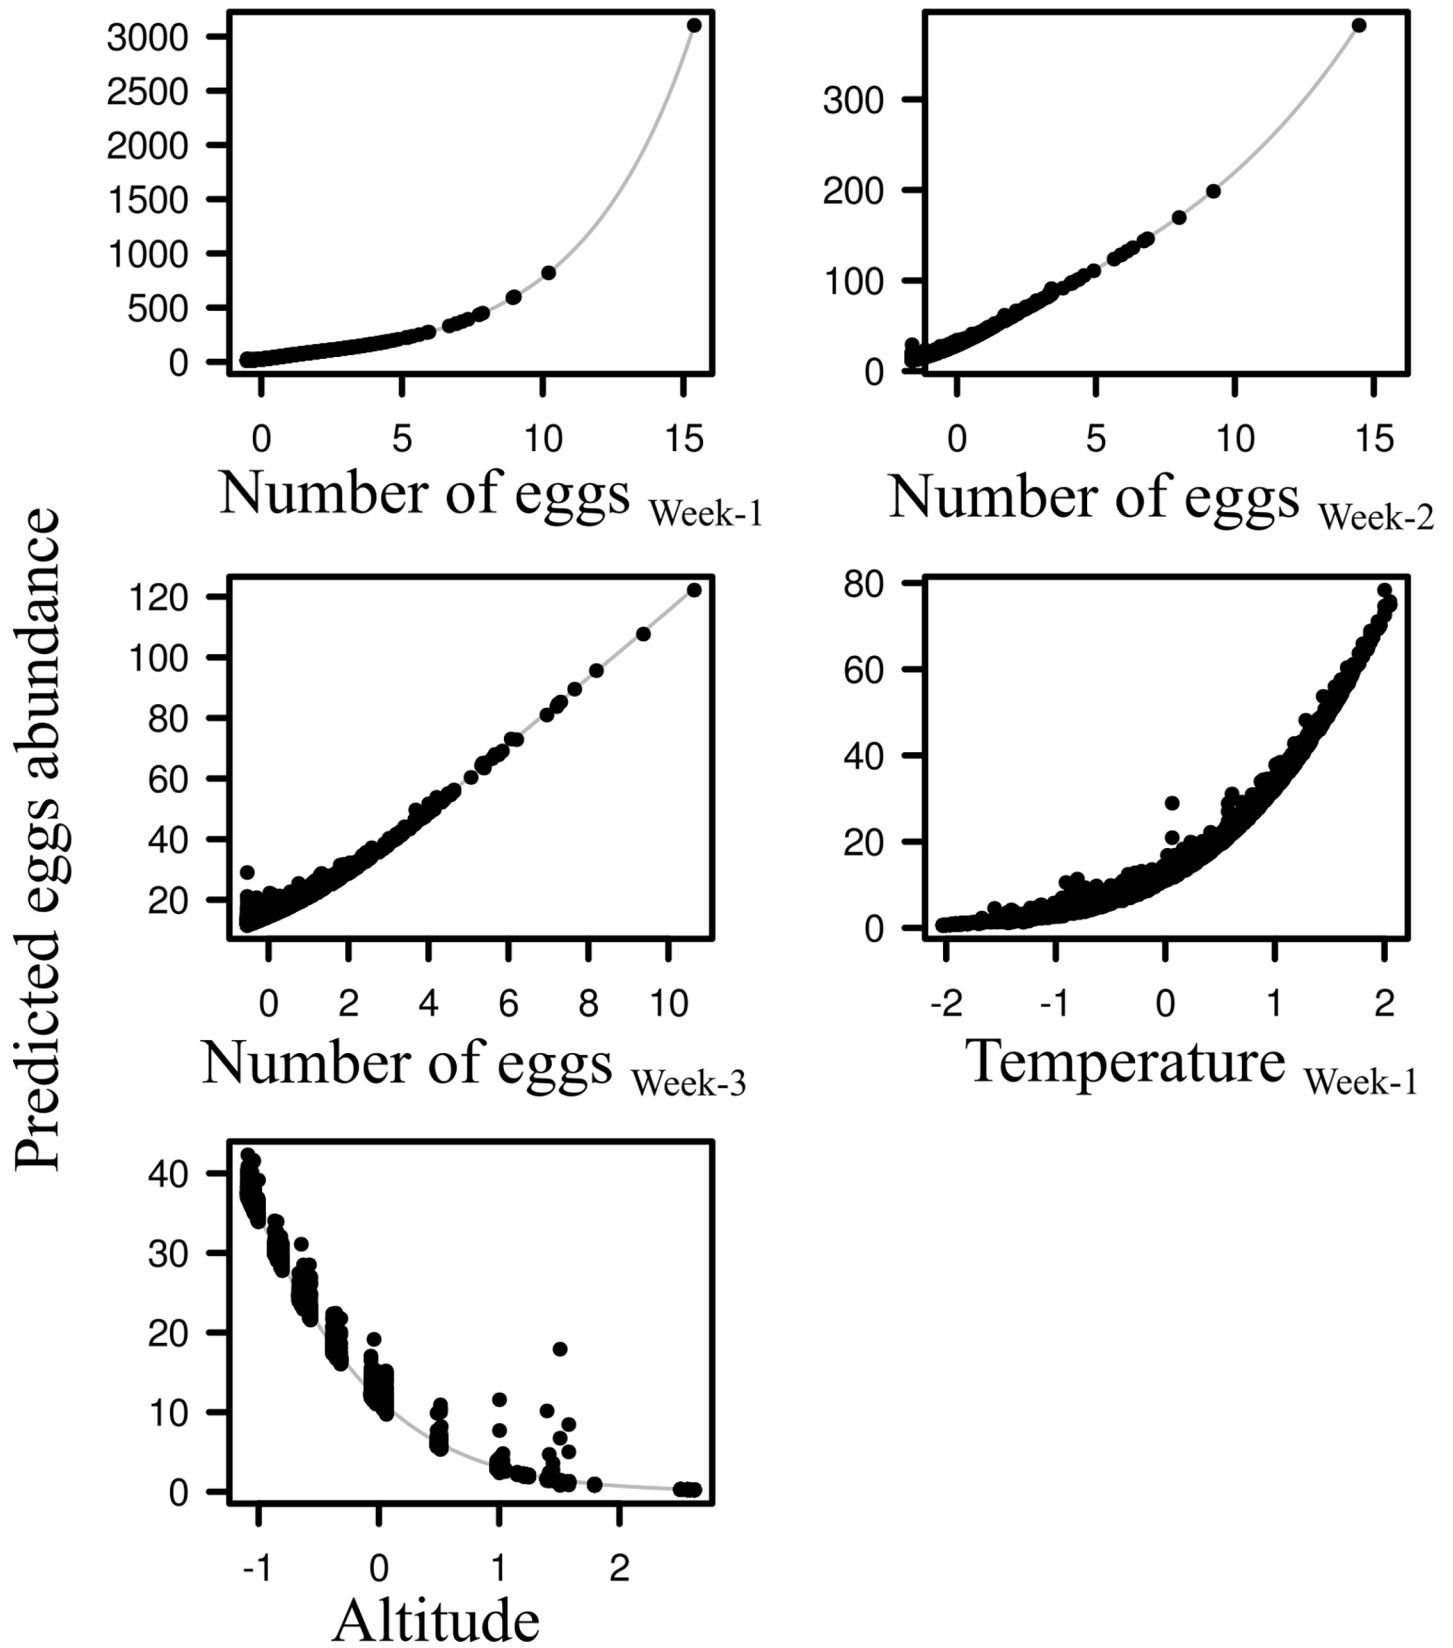 3000
2500
2000
1500
1000
500
0
0 5 10 15
Number of eggs Week-1
300
200
100
0
0 5 10 15
Number of eggs Week-2
Predicted eggs abundance
120
100
80
60
40
20
0 2 4 6 8 10
Number of eggs Week-3
80
60
40
20
0
-2 -1 0 1 2
Temperature Week-1
40
30
20
10
0
-1 0 1 2
Altitude